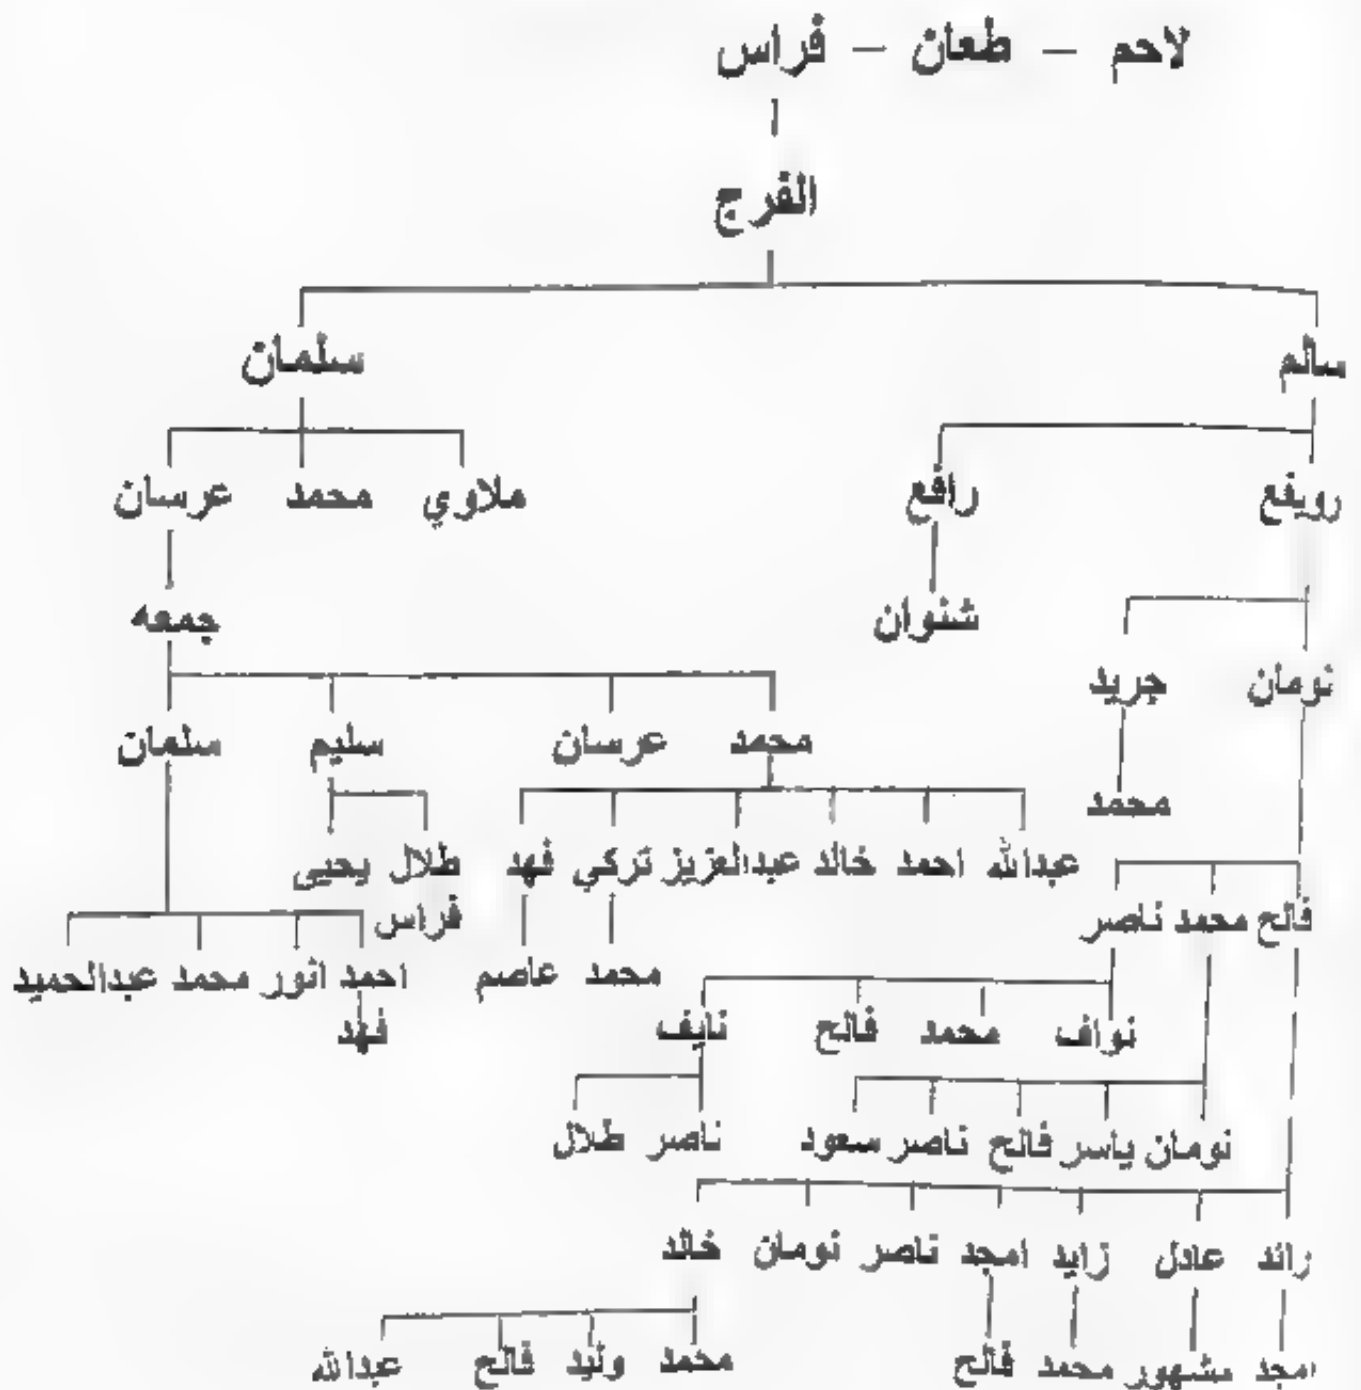 لاحم – طعان – فراس
الفرج
سالم سلمان
رويفع رافع ملاوي محمد عرسان
شنوان جمعه
نومان جريد
محمد عرسان سليم سلمان
محمد
عبدالله احمد خالد عبدالعزيز تركي فهد طلال يحيى
فالح محمد ناصر فراس
محمد عاصم احمد انور محمد عبدالحميد
نواف محمد فالح نايف فهد
نومان ياسر فالح ناصر سعود ناصر طلال
رائد عادل زايد امجد ناصر نومان خالد
امجد مشهور محمد فالح محمد وليد فالح عبدالله